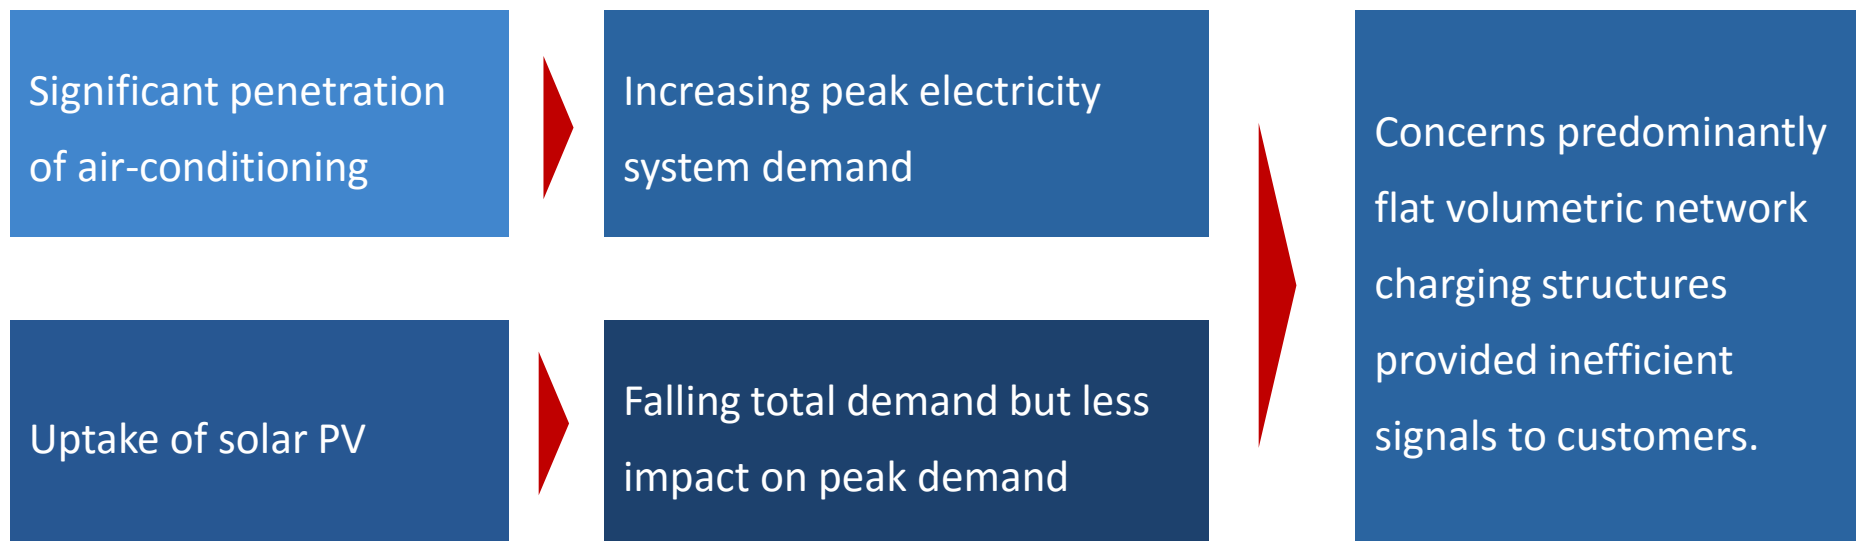 Significant penetration
of air-conditioning
Increasing peak electricity
system demand
Uptake of solar PV
Falling total demand but less
impact on peak demand
Concerns predominantly
flat volumetric network
charging structures
provided inefficient
signals to customers.